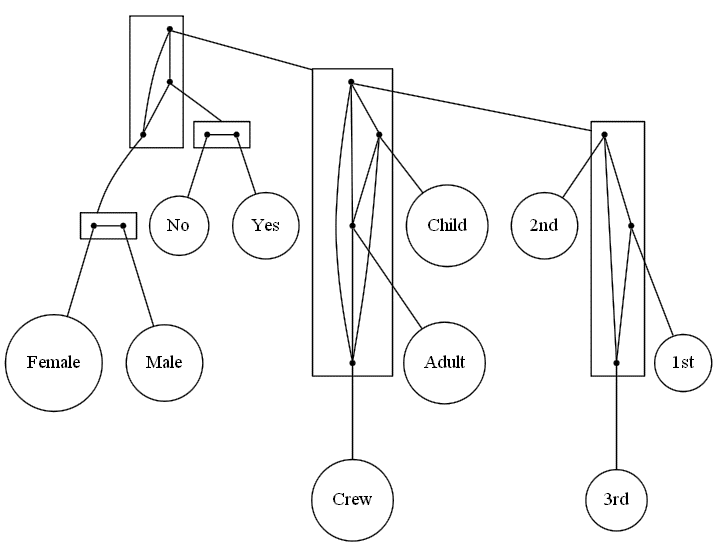 No
Yes
Child
2nd
Female
Male
Adult
1st
Crew
3rd